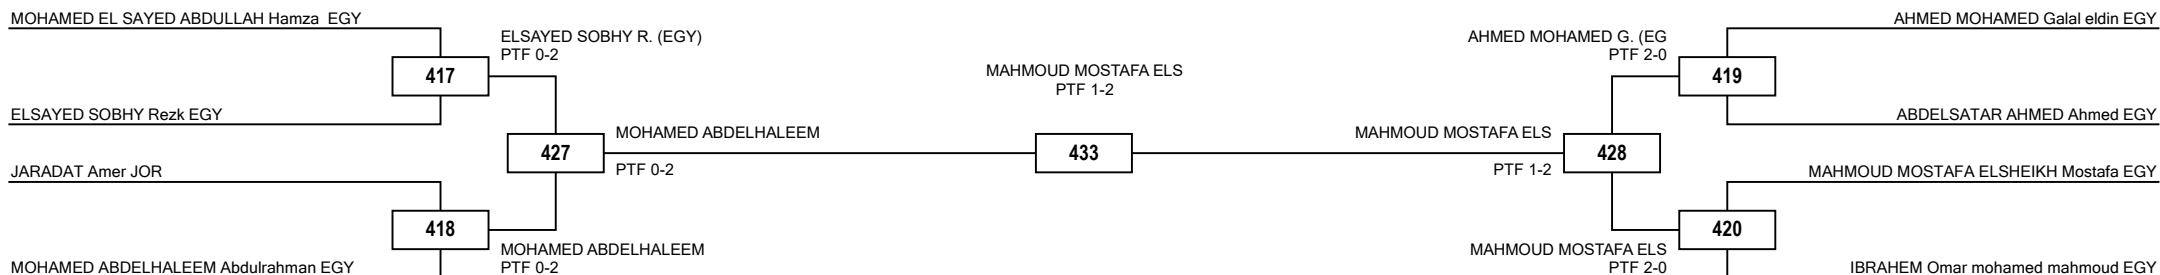 MOHAMED EL SAYED ABDULLAH Hamza EGY
AHMED MOHAMED Galal eldin EGY
ELSAYED SOBHY R. (EGY)
PTF 0-2
AHMED MOHAMED G. (EG
PTF 2-0
417
MAHMOUD MOSTAFA ELS
PTF 1-2
419
ELSAYED SOBHY Rezk EGY
ABDELSATAR AHMED Ahmed EGY
MOHAMED ABDELHALEEM
MAHMOUD MOSTAFA ELS
427
433
428
PTF 0-2
PTF 1-2
JARADAT Amer JOR
MAHMOUD MOSTAFA ELSHEIKH Mostafa EGY
418
420
MOHAMED ABDELHALEEM
PTF 0-2
MAHMOUD MOSTAFA ELS
PTF 2-0
MOHAMED ABDELHALEEM Abdulrahman EGY
IBRAHEM Omar mohamed mahmoud EGY